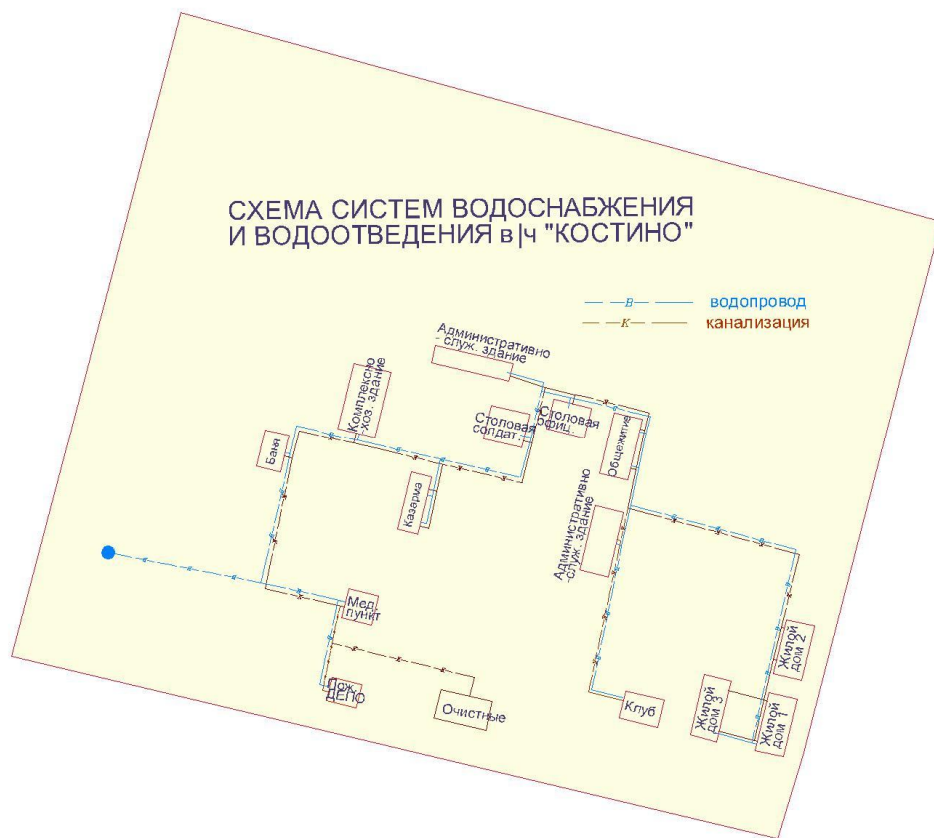 СХЕМА СИСТЕМ ВОДОСНАБЖЕНИЯ
И ВОДООТВЕДЕНИЯ в|ч "КОСТИНО"
В
водопровод
К
канализация
Административно
- служ. здание
Комплексно
-хоз. здание
Столовая
солдат.
Столовая
офиц.
Общежитие
Баня
Казарма
Административно
-служ. здание
Мед.
пункт
Пож.
ДЕПО
Очистные
Клуб
Жилой
дом 2
Жилой
дом 3
Жилой
дом 1